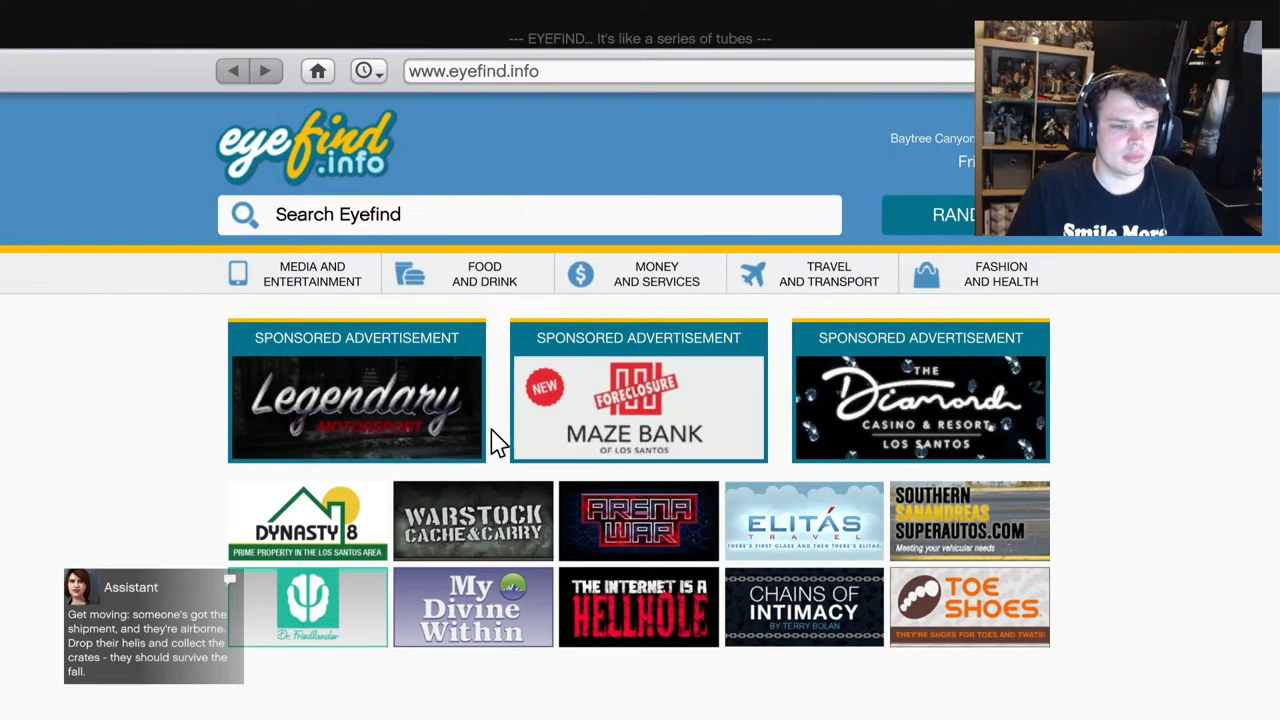 --- EYEFIND... It's like a series of tubes ---
www.eyefind.info
eyefind
.info
Baytree Canyon
Fri
Search Eyefind
RAND
Smile More
MEDIA AND
ENTERTAINMENT
FOOD
AND DRINK
MONEY
AND SERVICES
TRAVEL
AND TRANSPORT
FASHION
AND HEALTH
SPONSORED ADVERTISEMENT
SPONSORED ADVERTISEMENT
SPONSORED ADVERTISEMENT
Legendary
MOTORSPORT
NEW
FORECLOSURE
MAZE BANK
OF LOS SANTOS
THE
Diamond
CASINO & RESORT
LOS SANTOS
DYNASTY 8
PRIME PROPERTY IN THE LOS SANTOS AREA
WARSTOCK
CACHE & CARRY
ARENA
WAR
ELITÁS
TRAVEL
THERE'S FIRST CLASS AND THEN THERE'S ELITÁS
SOUTHERN
SANANDREAS
SUPERAUTOS.COM
Meeting your vehicular needs
Dr. Friedlander
My
Divine
Within
THE INTERNET IS A
HELLHOLE
CHAINS OF
INTIMACY
BY TERRY BOLAN
TOE
SHOES
THEY'RE SHOES FOR TOES AND TWATS!
Assistant
Get moving: someone's got the
shipment, and they're airborne.
Drop their helis and collect the
crates - they should survive the
fall.